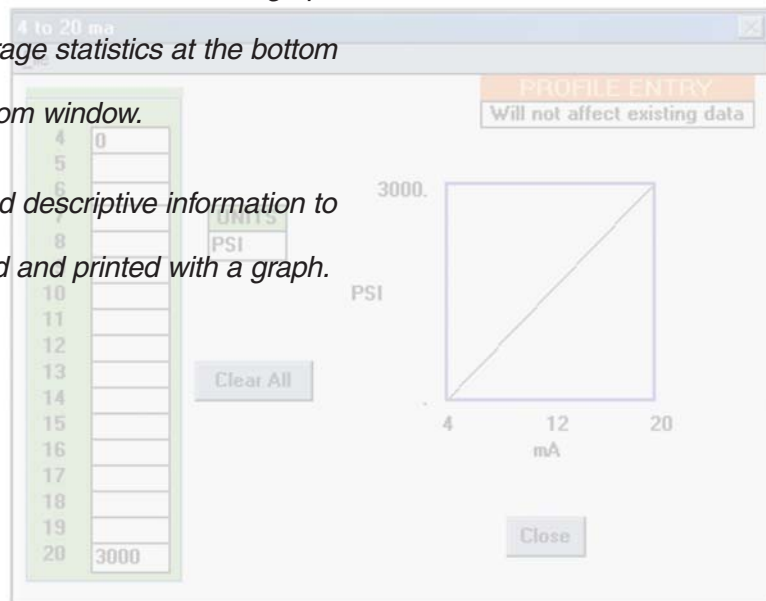 4 to 20 ma
rage statistics at the bottom
om window.
d descriptive information to
d and printed with a graph.
PROFILE ENTRY
Will not affect existing data
4 0
5
6
7
8
10
11
12
13
14
15
16
17
18
19
20 3000
UNITS
PSI
Clear All
3000.
PSI
.
4 12 20
mA
Close